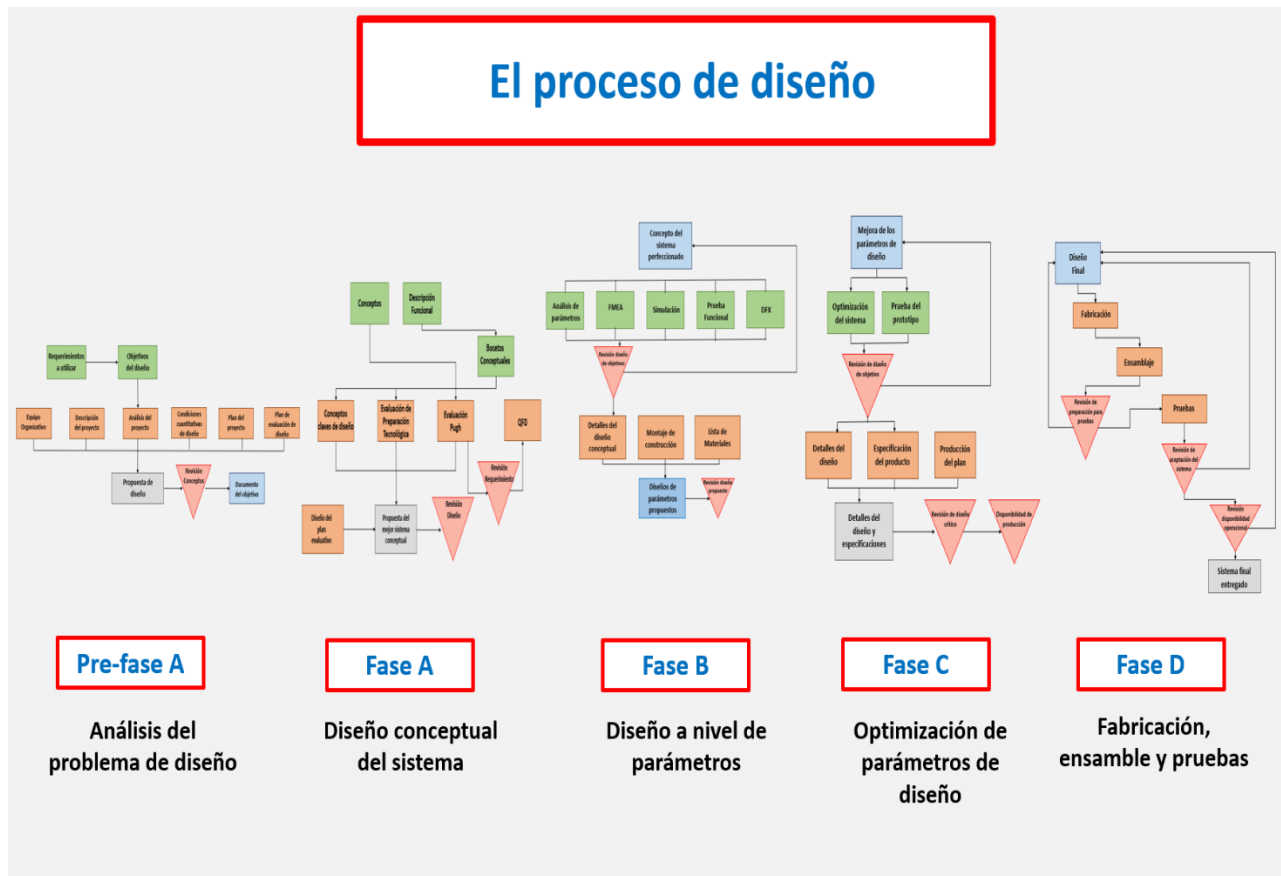 El proceso de diseño
Requerimientos
a utilizar
Objetivos
del diseño
Equipo
Organizativo
Descripción
del proyecto
Análisis del
proyecto
Condiciones
cuantitativas
de diseño
Plan del
proyecto
Plan de
evaluación de
diseño
Propuesta de
diseño
Revisión
Conceptos
Documento
del objetivo
Pre-fase A
Análisis del
problema de diseño
Conceptos
Descripción
Funcional
Bocetos
Conceptuales
Conceptos
claves de diseño
Evaluación de
Preparación
Tecnológica
Evaluación
Pugh
QFD
Revisión
Requerimiento
Diseño del
plan
evaluativo
Propuesta del
mejor sistema
conceptual
Revisión
Diseño
Fase A
Diseño conceptual
del sistema
Concepto del
sistema
perfeccionado
Análisis de
parámetros
FMEA
Simulación
Prueba
Funcional
DFX
Revisión diseño
de objetivos
Detalles del
diseño conceptual
Montaje de
construcción
Lista de
Materiales
Diseños de
parámetros
propuestos
Revisión diseño
propuesto
Fase B
Diseño a nivel de
parámetros
Mejora de los
parámetros de
diseño
Optimización
del sistema
Prueba del
prototipo
Revisión de diseño
de objetivo
Detalles del
diseño
Especificación
del producto
Producción
del plan
Detalles del
diseño y
especificaciones
Revisión de diseño
crítico
Disponibilidad de
producción
Fase C
Optimización de
parámetros de
diseño
Diseño
Final
Fabricación
Ensamblaje
Revisión de
preparación para
pruebas
Pruebas
Revisión de
aceptación del
sistema
Revisión
disponibilidad
operacional
Sistema final
entregado
Fase D
Fabricación,
ensamble y pruebas